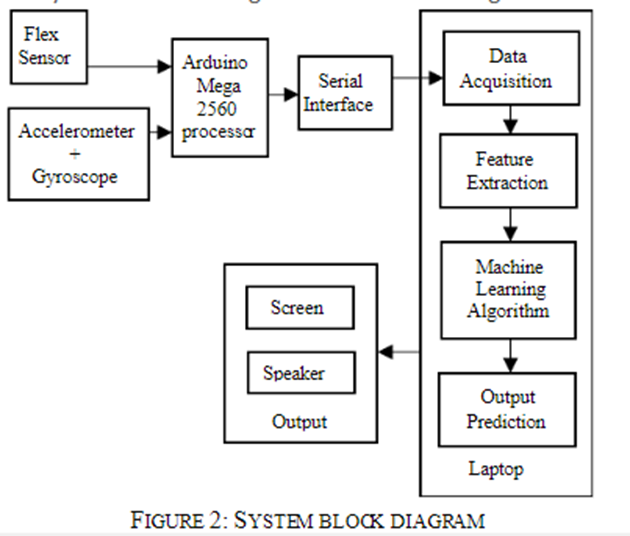 Flex
Sensor
Accelerometer
+
Gyroscope
Arduino
Mega
2560
processor
Serial
Interface
Data
Acquisition
Feature
Extraction
Machine
Learning
Algorithm
Output
Prediction
Laptop
Screen
Speaker
Output
FIGURE 2: SYSTEM BLOCK DIAGRAM